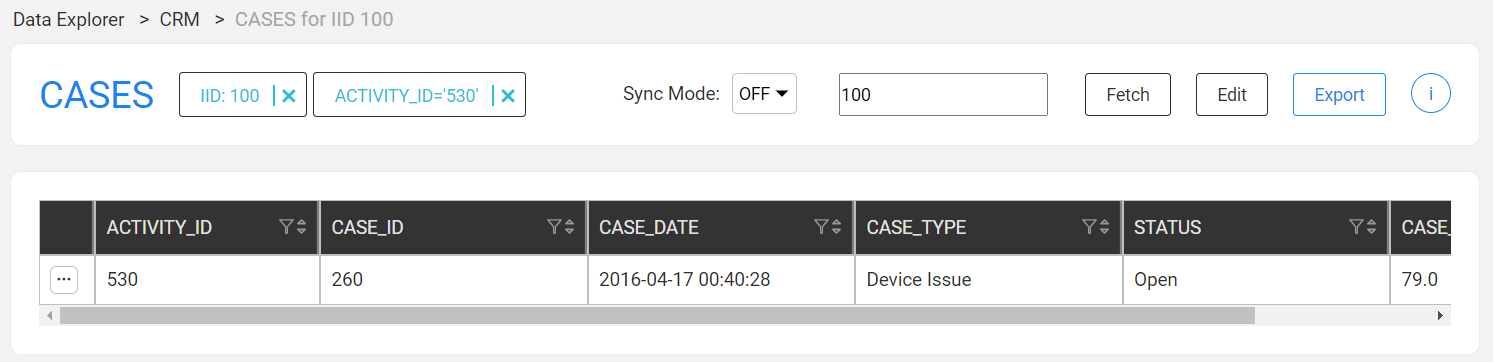 Data Explorer > CRM > CASES for IID 100
CASES IID: 100 | × ACTIVITY_ID='530' | × Sync Mode: OFF 100 Fetch Edit Export i
ACTIVITY_ID CASE_ID CASE_DATE CASE_TYPE STATUS CASE_
... 530 260 2016-04-17 00:40:28 Device Issue Open 79.0